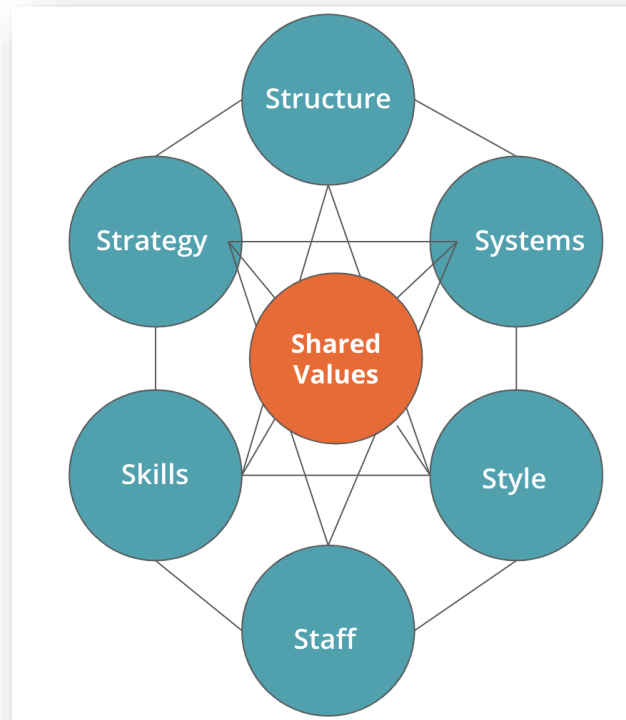 Structure
Strategy
Systems
Shared
Values
Skills
Style
Staff